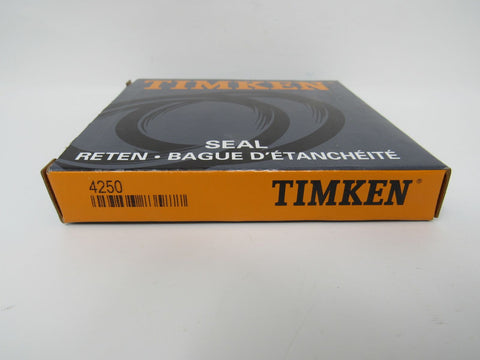 TIMKEN
SEAL
RETEN • BAGUE D'ÉTANCHÉITÉ
4250
TIMKEN®